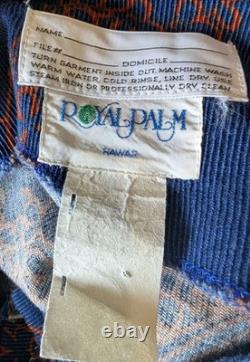 NAME
FILE# DOMICILE
TURN GARMENT INSIDE OUT. MACHINE WASH
WARM WATER, COLD RINSE, LINE DRY. USE
STEAM IRON OR PROFESSIONALLY DRY CLEAN
ROYAL PALM
HAWAII